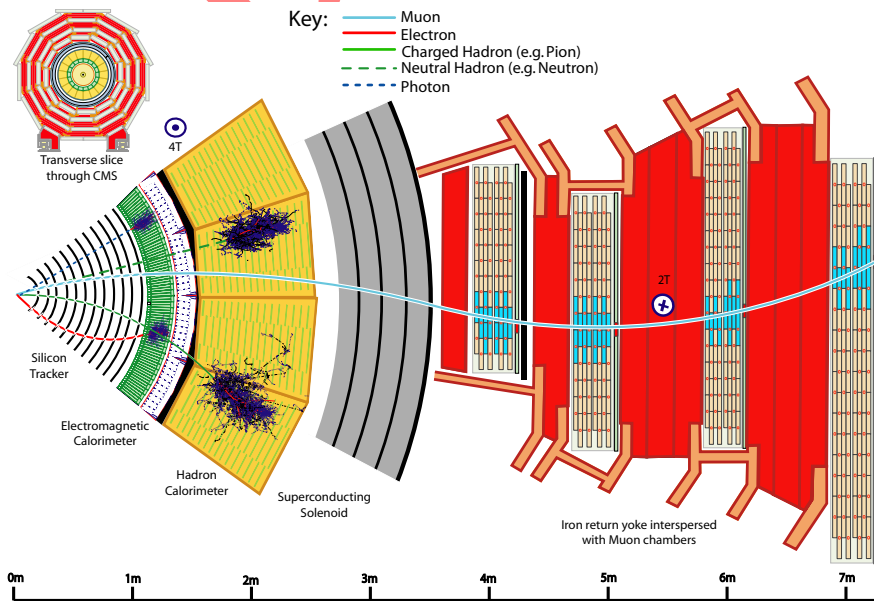 Key:
Muon
Electron
Charged Hadron (e.g. Pion)
Neutral Hadron (e.g. Neutron)
Photon
Transverse slice
through CMS
4T
2T
Silicon
Tracker
Electromagnetic
Calorimeter
Hadron
Calorimeter
Superconducting
Solenoid
Iron return yoke interspersed
with Muon chambers
0m
1m
2m
3m
4m
5m
6m
7m